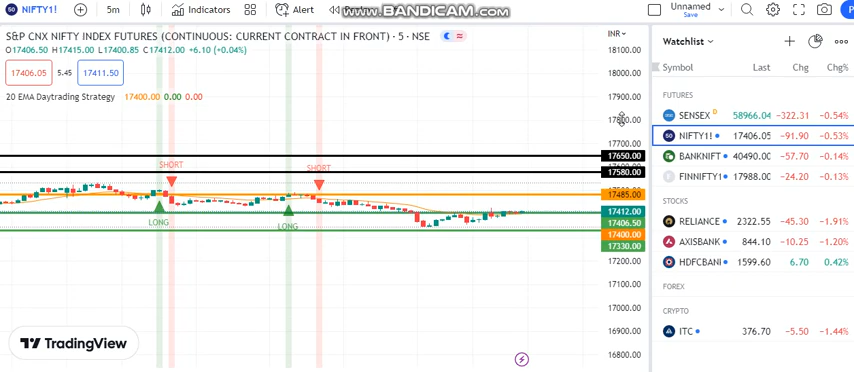 NIFTY1! 5m Indicators Alert Unnamed
Save
www.BANDICAM.com
S&P CNX NIFTY INDEX FUTURES (CONTINUOUS: CURRENT CONTRACT IN FRONT) · 5 · NSE
O17406.50 H17415.00 L17400.85 C17412.00 +6.10 (+0.04%)
17406.05 5.45 17411.50
20 EMA Daytrading Strategy 17400.00 0.00 0.00
SHORT
SHORT
LONG
LONG
INR
18100.00
18000.00
17900.00
17800.00
17700.00
17650.00
17580.00
17485.00
17412.00
17406.50
17400.00
17330.00
17200.00
17100.00
17000.00
16900.00
16800.00
TradingView
Watchlist
Symbol Last Chg Chg%
FUTURES
SENSEX D 58966.04 -322.31 -0.54%
NIFTY1! 17406.05 -91.90 -0.53%
BANKNIFT 40490.00 -57.70 -0.14%
FINNIFTY1 17988.00 -24.20 -0.13%
STOCKS
RELIANCE 2322.55 -45.30 -1.91%
AXISBANK 844.10 -10.25 -1.20%
HDFCBANI 1599.60 6.70 0.42%
FOREX
CRYPTO
ITC 376.70 -5.50 -1.44%